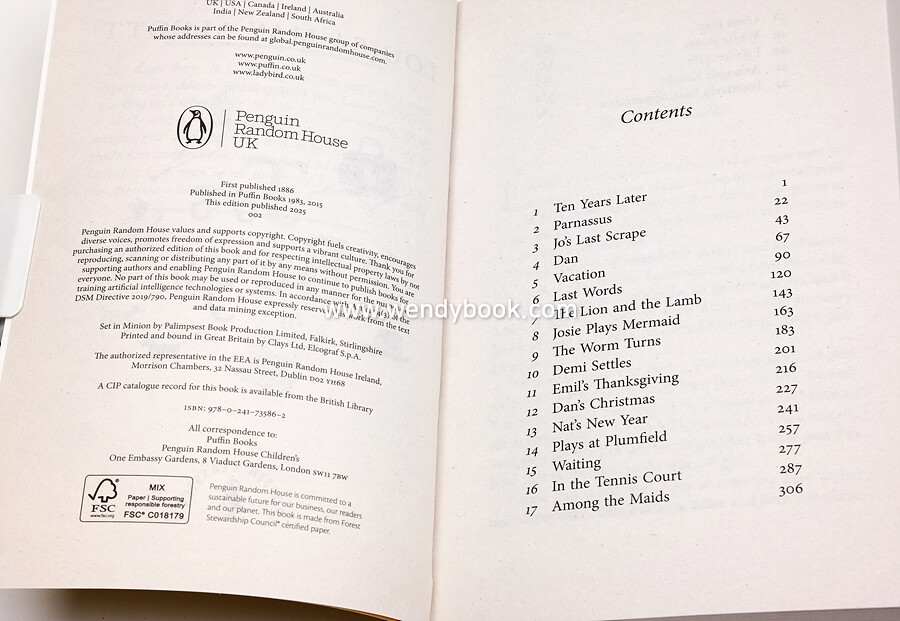 UK | USA | Canada | Ireland | Australia
India | New Zealand | South Africa
Puffin Books is part of the Penguin Random House group of companies
whose addresses can be found at global.penguinrandomhouse.com.
www.penguin.co.uk
www.puffin.co.uk
www.ladybird.co.uk
Penguin
Random House
UK
First published 1886
Published in Puffin Books 1983, 2015
This edition published 2025
002
Penguin Random House values and supports copyright. Copyright fuels creativity, encourages
diverse voices, promotes freedom of expression and supports a vibrant culture. Thank you for
purchasing an authorized edition of this book and for respecting intellectual property laws by not
reproducing, scanning or distributing any part of it by any means without permission. You are
supporting authors and enabling Penguin Random House to continue to publish books for
everyone. No part of this book may be used or reproduced in any manner for the purpose of
training artificial intelligence technologies or systems. In accordance with Article 4(3) of the
DSM Directive 2019/790, Penguin Random House expressly reserves this work from the text
and data mining exception.
Set in Minion by Palimpsest Book Production Limited, Falkirk, Stirlingshire
Printed and bound in Great Britain by Clays Ltd, Elcograf S.p.A.
The authorized representative in the EEA is Penguin Random House Ireland,
Morrison Chambers, 32 Nassau Street, Dublin D02 YH68
A CIP catalogue record for this book is available from the British Library
ISBN: 978-0-241-73586-2
All correspondence to:
Puffin Books
Penguin Random House Children's
One Embassy Gardens, 8 Viaduct Gardens, London SW11 7BW
FSC
www.fsc.org
MIX
Paper | Supporting
responsible forestry
FSC® C018179
Penguin Random House is committed to a
sustainable future for our business, our readers
and our planet. This book is made from Forest
Stewardship Council® certified paper.
www.wendybook.com
Contents
1 Ten Years Later 1
2 Parnassus 22
3 Jo's Last Scrape 43
4 Dan 67
5 Vacation 90
6 Last Words 120
7 The Lion and the Lamb 143
8 Josie Plays Mermaid 163
9 The Worm Turns 183
10 Demi Settles 201
11 Emil's Thanksgiving 216
12 Dan's Christmas 227
13 Nat's New Year 241
14 Plays at Plumfield 257
15 Waiting 277
16 In the Tennis Court 287
17 Among the Maids 306